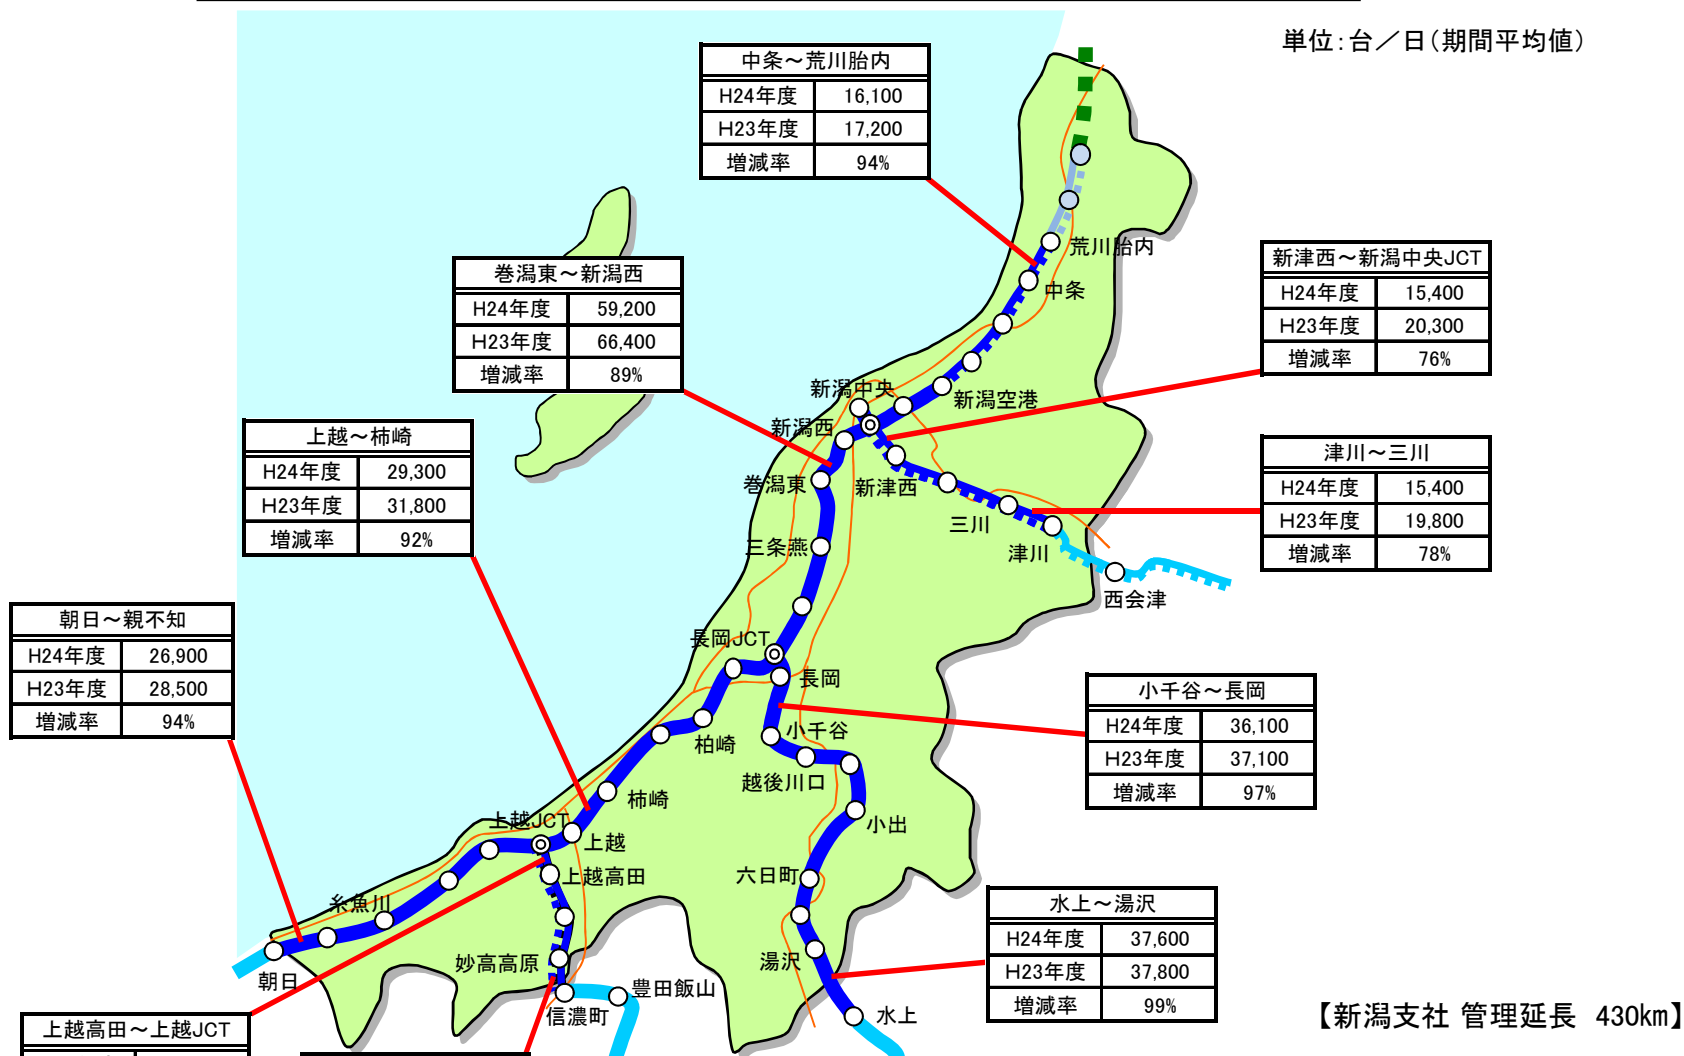 単位：台／日（期間平均値）
中条～荒川胎内
H24年度 16,100
H23年度 17,200
増減率 94%
巻潟東～新潟西
H24年度 59,200
H23年度 66,400
増減率 89%
新津西～新潟中央JCT
H24年度 15,400
H23年度 20,300
増減率 76%
上越～柿崎
H24年度 29,300
H23年度 31,800
増減率 92%
津川～三川
H24年度 15,400
H23年度 19,800
増減率 78%
朝日～親不知
H24年度 26,900
H23年度 28,500
増減率 94%
小千谷～長岡
H24年度 36,100
H23年度 37,100
増減率 97%
水上～湯沢
H24年度 37,600
H23年度 37,800
増減率 99%
上越高田～上越JCT
荒川胎内
中条
新潟中央
新潟空港
新潟西
巻潟東
新津西
三川
津川
西会津
三条燕
長岡JCT
長岡
小千谷
柏崎
越後川口
柿崎
小出
上越JCT
上越
上越高田
六日町
糸魚川
妙高高原
湯沢
朝日
豊田飯山
信濃町
水上
【新潟支社 管理延長 430km】